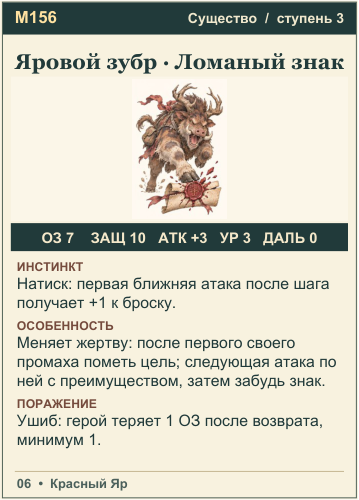 М156
Существо / ступень 3
Яровой зубр · Ломаный знак
ОЗ 7 ЗАЩ 10 АТК +3 УР 3 ДАЛЬ 0
ИНСТИНКТ
Натиск: первая ближняя атака после шага
получает +1 к броску.
ОСОБЕННОСТЬ
Меняет жертву: после первого своего
промаха пометь цель; следующая атака по
ней с преимуществом, затем забудь знак.
ПОРАЖЕНИЕ
Ушиб: герой теряет 1 ОЗ после возврата,
минимум 1.
06 • Красный Яр